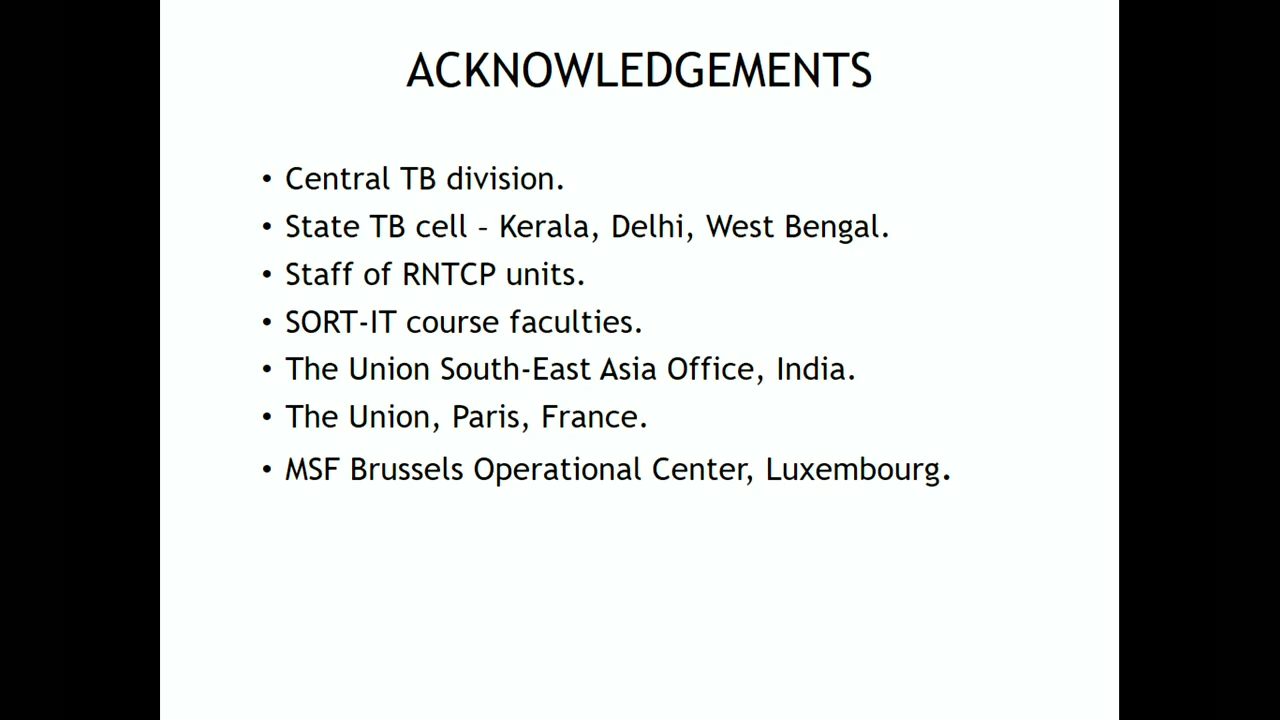 ACKNOWLEDGEMENTS
• Central TB division.
• State TB cell – Kerala, Delhi, West Bengal.
• Staff of RNTCP units.
• SORT-IT course faculties.
• The Union South-East Asia Office, India.
• The Union, Paris, France.
• MSF Brussels Operational Center, Luxembourg.